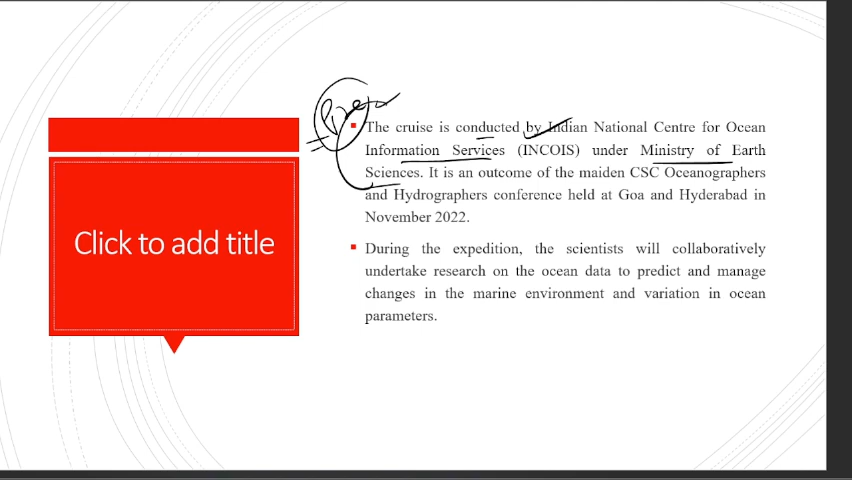 Click to add title
The cruise is conducted by Indian National Centre for Ocean
Information Services (INCOIS) under Ministry of Earth
Sciences. It is an outcome of the maiden CSC Oceanographers
and Hydrographers conference held at Goa and Hyderabad in
November 2022.
During the expedition, the scientists will collaboratively
undertake research on the ocean data to predict and manage
changes in the marine environment and variation in ocean
parameters.